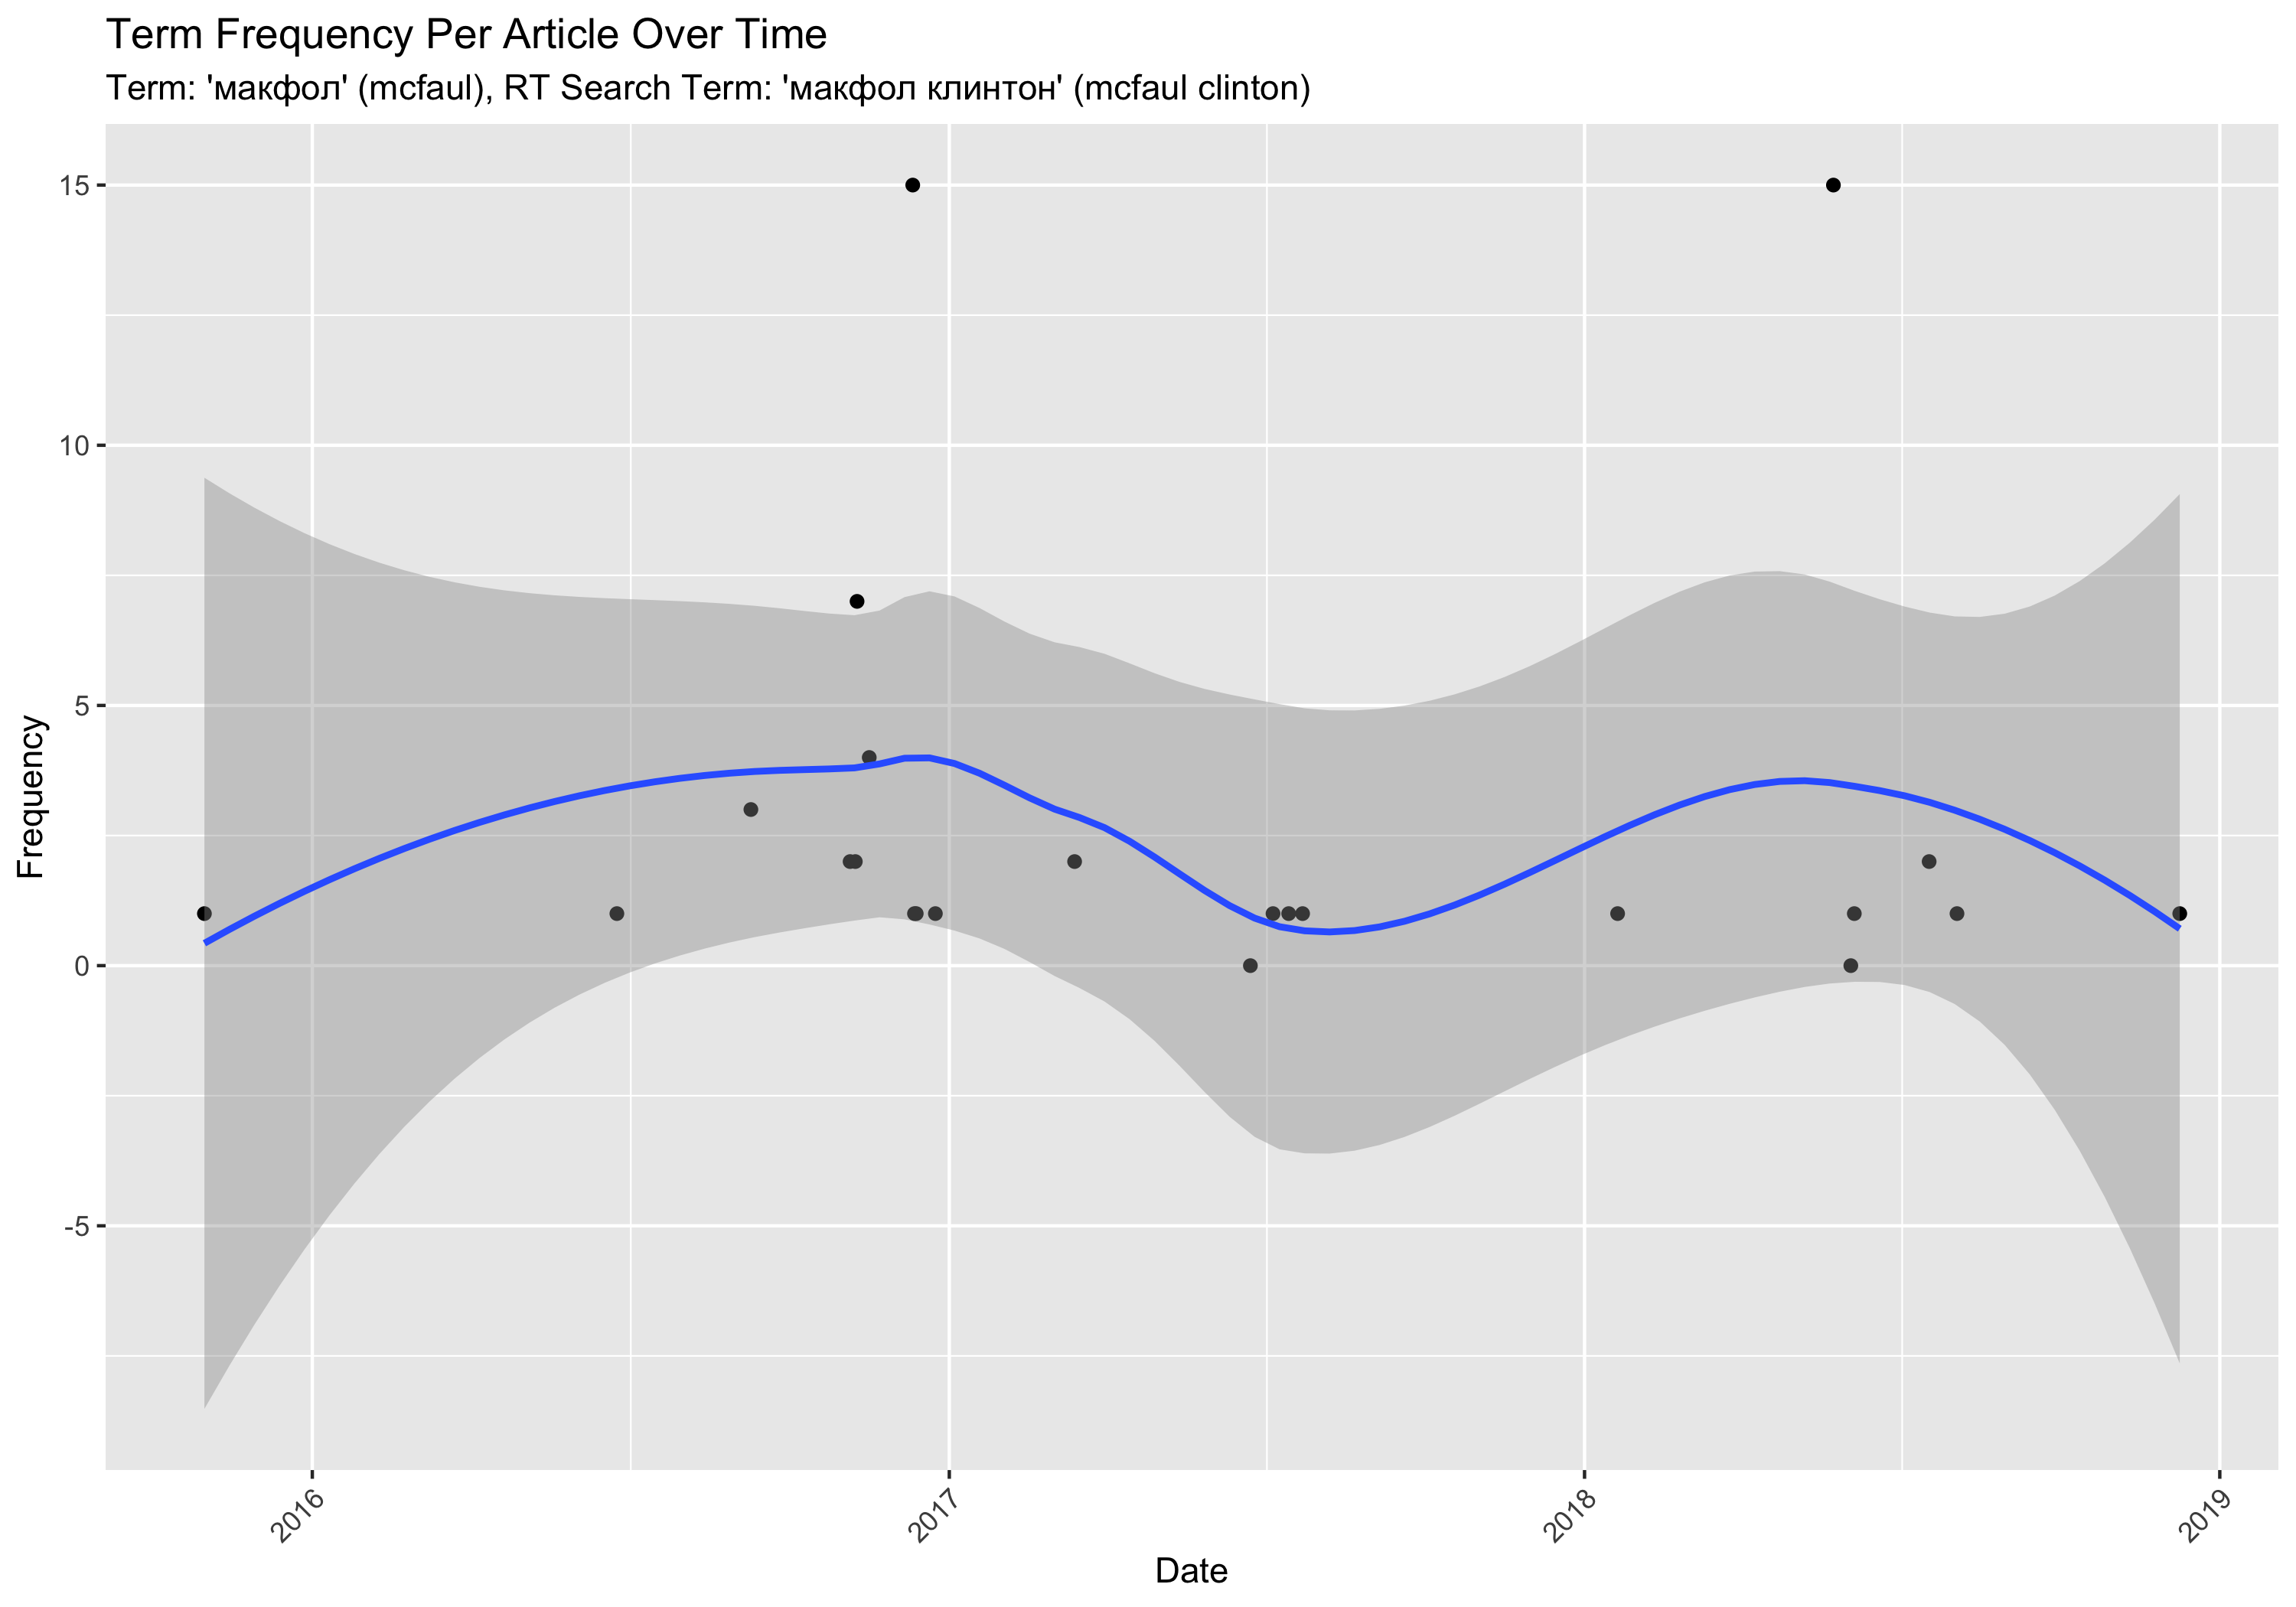 Term Frequency Per Article Over Time
Term: 'макфол' (mcfaul), RT Search Term: 'макфол клинтон' (mcfaul clinton)
15
10
5
0
-5
Frequency
2016
2017
2018
2019
Date